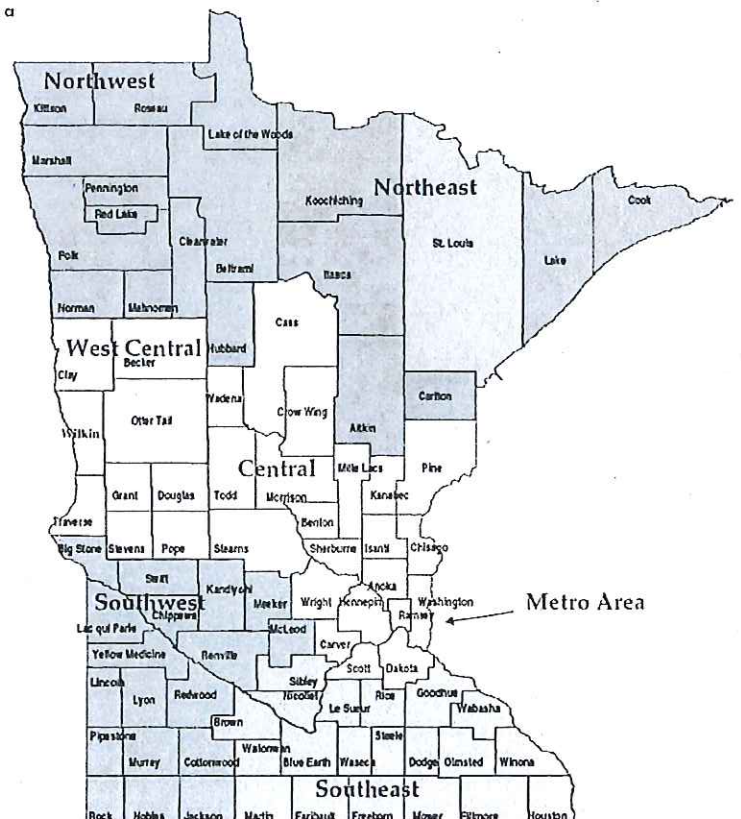 a
Northwest
Kittson
Roseau
Lake of the Woods
Marshall
Pennington
Red Lake
Koochiching
Northeast
Cook
Polk
Clearwater
Beltrami
Itasca
St. Louis
Lake
Norman
Mahnomen
Cass
West Central
Hubbard
Clay
Becker
Wadena
Crow Wing
Carlton
Otter Tail
Wilkin
Aitkin
Central
Mille Lacs
Pine
Grant
Douglas
Todd
Morrison
Kanabec
Traverse
Benton
Big Stone
Stevens
Pope
Stearns
Sherburne
Isanti
Chisago
Swift
Kandiyohi
Anoka
Southwest
Meeker
Wright
Hennepin
Washington
Metro Area
Chippewa
Ramsey
Lac qui Parle
McLeod
Carver
Yellow Medicine
Renville
Scott
Dakota
Lincoln
Lyon
Redwood
Sibley
Nicollet
Le Sueur
Rice
Goodhue
Wabasha
Brown
Pipestone
Murray
Cottonwood
Watonwan
Blue Earth
Waseca
Steele
Dodge
Olmsted
Winona
Southeast
Rock
Nobles
Jackson
Martin
Faribault
Freeborn
Mower
Fillmore
Houston